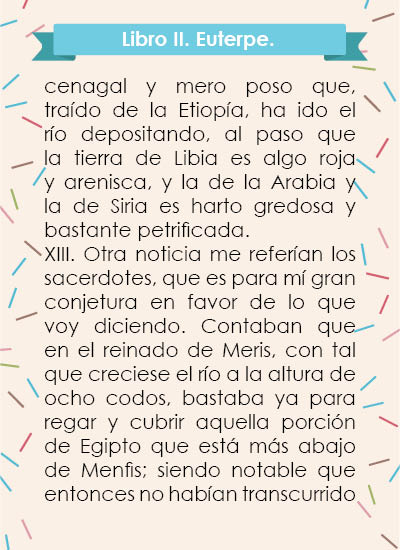 Libro II. Euterpe.
cenagal y mero poso que,
traído de la Etiopía, ha ido el
río depositando, al paso que
la tierra de Libia es algo roja
y arenisca, y la de la Arabia y
la de Siria es harto gredosa y
bastante petrificada.
XIII. Otra noticia me referían los
sacerdotes, que es para mí gran
conjetura en favor de lo que
voy diciendo. Contaban que
en el reinado de Meris, con tal
que creciese el río a la altura de
ocho codos, bastaba ya para
regar y cubrir aquella porción
de Egipto que está más abajo
de Menfis; siendo notable que
entonces no habían transcurrido